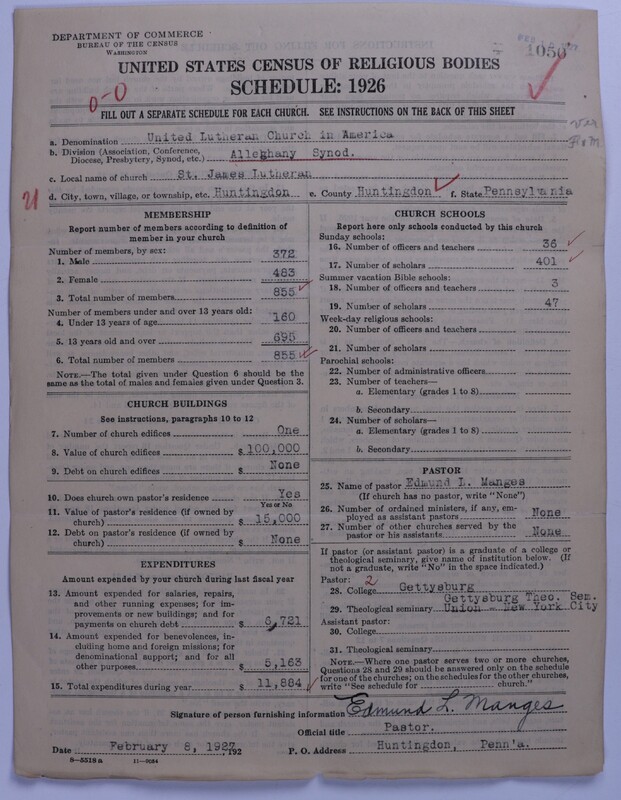 DEPARTMENT OF COMMERCE
BUREAU OF THE CENSUS
WASHINGTON
1050
UNITED STATES CENSUS OF RELIGIOUS BODIES
SCHEDULE: 1926
0-0
FILL OUT A SEPARATE SCHEDULE FOR EACH CHURCH. SEE INSTRUCTIONS ON THE BACK OF THIS SHEET
a. Denomination United Lutheran Church in America
b. Division (Association, Conference, Diocese, Presbytery, Synod, etc.) Alleghany Synod.
c. Local name of church St. James Lutheran
21
d. City, town, village, or township, etc. Huntingdon e. County Huntingdon f. State Pennsylvania
MEMBERSHIP
Report number of members according to definition of
member in your church
Number of members, by sex:
1. Male 372
2. Female 483
3. Total number of members 855
Number of members under and over 13 years old:
4. Under 13 years of age 160
5. 13 years old and over 695
6. Total number of members 855
NOTE.—The total given under Question 6 should be the
same as the total of males and females given under Question 3.
CHURCH BUILDINGS
See instructions, paragraphs 10 to 12
7. Number of church edifices One
8. Value of church edifices $ 100,000
9. Debt on church edifices $ None
10. Does church own pastor's residence Yes
Yes or No
11. Value of pastor's residence (if owned by
church) $ 15,000
12. Debt on pastor's residence (if owned by
church) $ None
EXPENDITURES
Amount expended by your church during last fiscal year
13. Amount expended for salaries, repairs,
and other running expenses; for im-
provements or new buildings; and for
payments on church debt $ 6,721
14. Amount expended for benevolences, in-
cluding home and foreign missions; for
denominational support; and for all
other purposes $ 5,163
15. Total expenditures during year $ 11,884
CHURCH SCHOOLS
Report here only schools conducted by this church
Sunday schools:
16. Number of officers and teachers 36
17. Number of scholars 401
Summer vacation Bible schools:
18. Number of officers and teachers 3
19. Number of scholars 47
Week-day religious schools:
20. Number of officers and teachers
21. Number of scholars
Parochial schools:
22. Number of administrative officers
23. Number of teachers—
a. Elementary (grades 1 to 8)
b. Secondary
24. Number of scholars—
a. Elementary (grades 1 to 8)
b. Secondary
PASTOR
25. Name of pastor Edmund L. Manges
(If church has no pastor, write "None")
26. Number of ordained ministers, if any, em-
ployed as assistant pastors None
27. Number of other churches served by the
pastor or his assistants None
If pastor (or assistant pastor) is a graduate of a college or
theological seminary, give name of institution below. (If
not a graduate, write "No" in the space indicated.)
Pastor: 2
28. College Gettysburg
Gettysburg Theo. Sem.
29. Theological seminary Union - New York City
Assistant pastor:
30. College
31. Theological seminary
NOTE.—Where one pastor serves two or more churches,
Questions 28 and 29 should be answered only on the schedule
for one of the churches; on the schedules for the other churches,
write "See schedule for church."
Signature of person furnishing information Edmund L. Manges
Official title Pastor.
Date February 8, 1927, 192 P. O. Address Huntingdon, Penn'a.
8—5518 a 11—9084